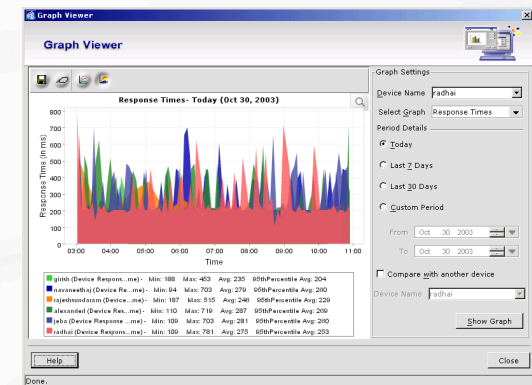 Graph Viewer
Graph Viewer
Response Times- Today (Oct 30, 2003)
800
700
600
500
400
300
200
100
0
Response Time (in ms)
03:00 04:00 05:00 06:00 07:00 08:00 09:00 10:00 11:00
Time
girish (Device Respons...me) - Min: 188 Max: 453 Avg: 235 95thPercentile Avg: 204
navaneethaj (Device Re...me) - Min: 94 Max: 703 Avg: 279 95thPercentile Avg: 260
rajeshsundaram (Device...me) - Min: 187 Max: 515 Avg: 246 95thPercentile Avg: 229
alexanded (Device Res...me) - Min: 110 Max: 719 Avg: 287 95thPercentile Avg: 269
jeba (Device Response ...me) - Min: 109 Max: 703 Avg: 281 95thPercentile Avg: 260
radhai (Device Respons...me) - Min: 109 Max: 781 Avg: 275 95thPercentile Avg: 253
Graph Settings
Device Name radhai
Select Graph Response Times
Period Details
Today
Last 7 Days
Last 30 Days
Custom Period
From Oct 30 2003
To Oct 30 2003
Compare with another device
Device Name radhai
Show Graph
Help
Close
Done.